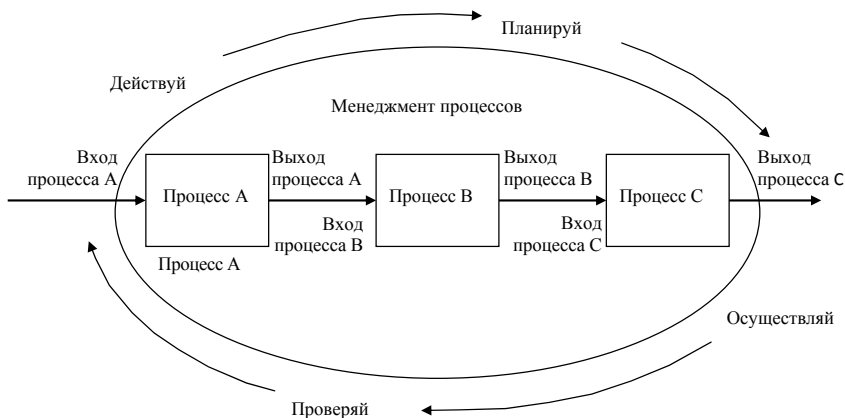 Планируй
Действуй
Менеджмент процессов
Вход
процесса А
Выход
процесса А
Выход
процесса В
Выход
процесса С
Процесс А
Процесс В
Процесс С
Вход
процесса В
Вход
процесса С
Процесс А
Осуществляй
Проверяй